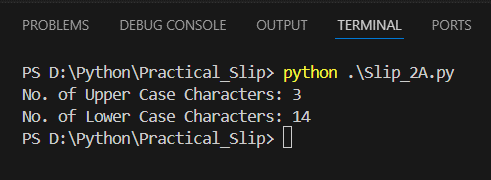 PROBLEMS DEBUG CONSOLE OUTPUT TERMINAL PORTS
PS D:\Python\Practical_Slip> python .\Slip_2A.py
No. of Upper Case Characters: 3
No. of Lower Case Characters: 14
PS D:\Python\Practical_Slip>